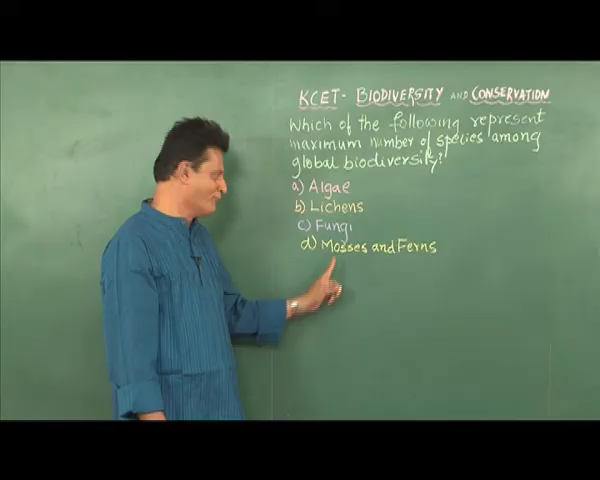 KCET- BIODIVERSITY AND CONSERVATION
Which of the following represent
maximum number of species among
global biodiversity?
a) Algae
b) Lichens
c) Fungi
d) Mosses and Ferns